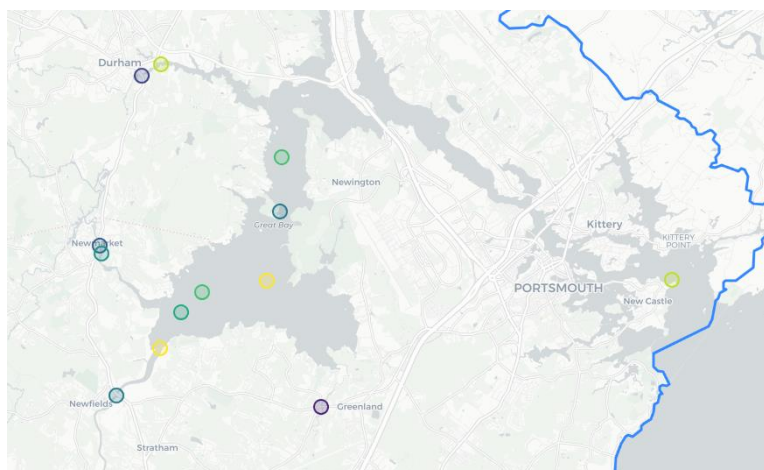 Durham
Newington
Great Bay
Kittery
Newmarket
KITTERY
POINT
PORTSMOUTH
New Castle
Newfields
Greenland
Stratham